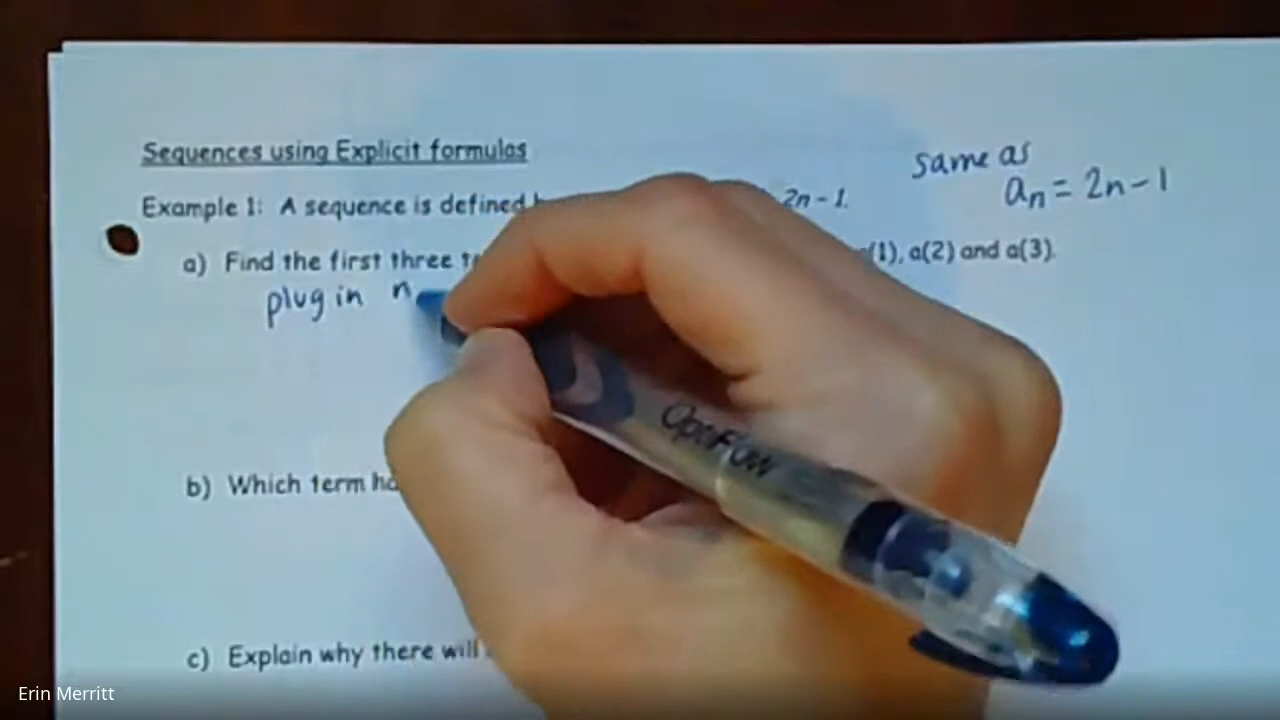 Sequences using Explicit formulas
same as
aₙ = 2n - 1
Example 1: A sequence is defined 2n - 1.
a) Find the first three (1), a(2) and a(3).
plug in n
OptiFlow
b) Which term
c) Explain why there will
Erin Merritt